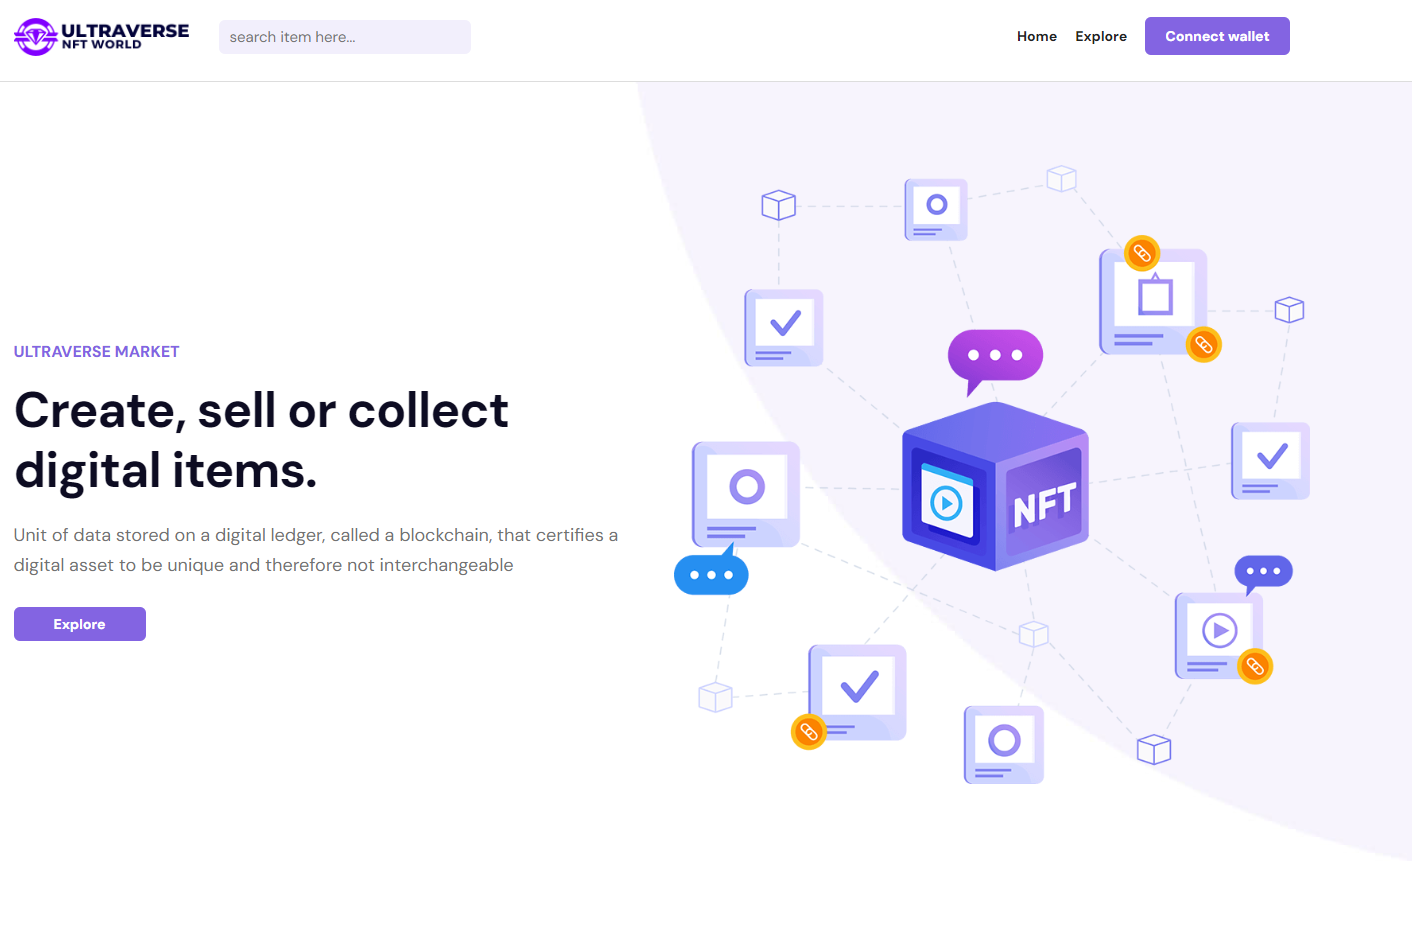 ULTRAVERSE
NFT WORLD
search item here...
Home
Explore
Connect wallet
ULTRAVERSE MARKET
Create, sell or collect
digital items.
Unit of data stored on a digital ledger, called a blockchain, that certifies a
digital asset to be unique and therefore not interchangeable
Explore
NFT